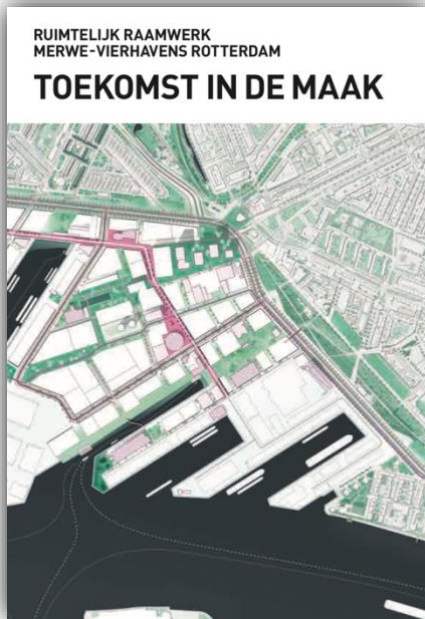 RUIMTELIJK RAAMWERK
MERWE-VIERHAVENS ROTTERDAM
TOEKOMST IN DE MAAK